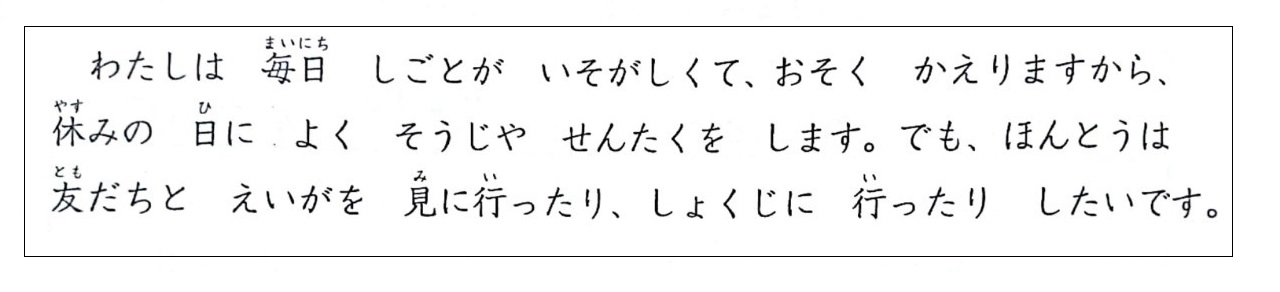 わたしは　毎日　しごとが　いそがしくて、おそく　かえりますから、
休みの　日に　よく　そうじや　せんたくを　します。でも、ほんとうは
友だちと　えいがを　見に行ったり、しょくじに　行ったり　したいです。